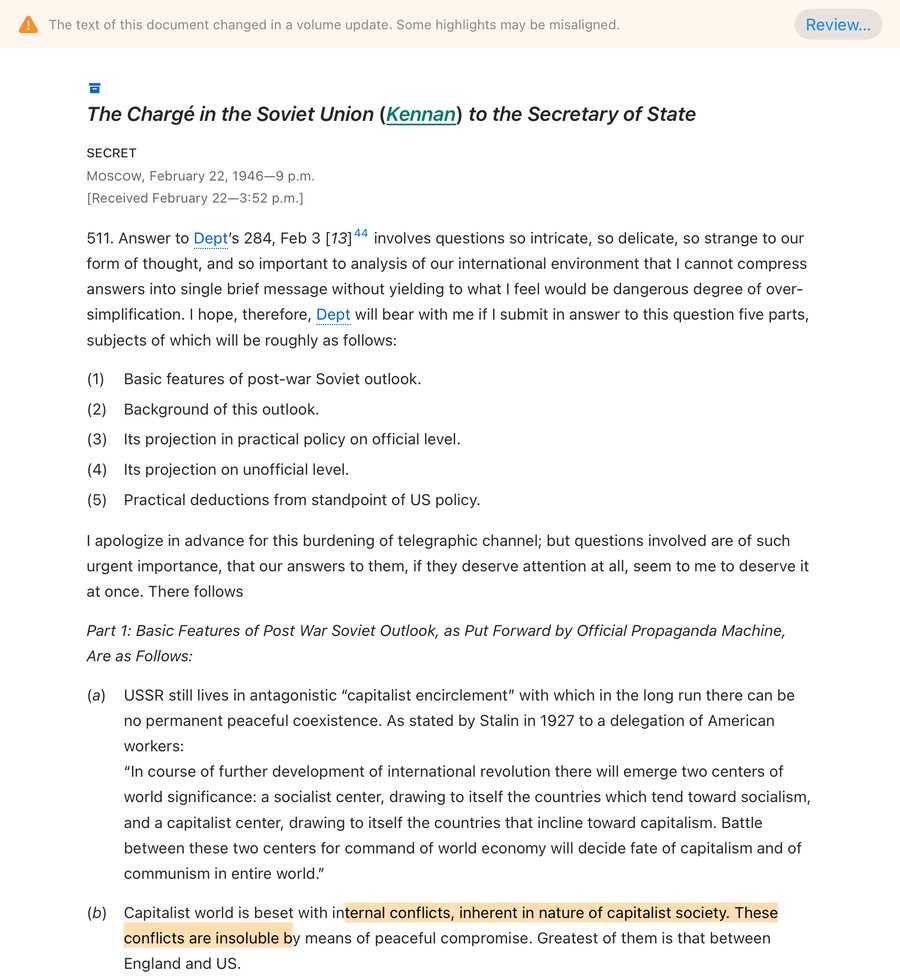 The text of this document changed in a volume update. Some highlights may be misaligned.
Review...
The Chargé in the Soviet Union (Kennan) to the Secretary of State
SECRET
Moscow, February 22, 1946—9 p.m.
[Received February 22—3:52 p.m.]
511. Answer to Dept’s 284, Feb 3 [13]44 involves questions so intricate, so delicate, so strange to our
form of thought, and so important to analysis of our international environment that I cannot compress
answers into single brief message without yielding to what I feel would be dangerous degree of over-
simplification. I hope, therefore, Dept will bear with me if I submit in answer to this question five parts,
subjects of which will be roughly as follows:
(1) Basic features of post-war Soviet outlook.
(2) Background of this outlook.
(3) Its projection in practical policy on official level.
(4) Its projection on unofficial level.
(5) Practical deductions from standpoint of US policy.
I apologize in advance for this burdening of telegraphic channel; but questions involved are of such
urgent importance, that our answers to them, if they deserve attention at all, seem to me to deserve it
at once. There follows
Part 1: Basic Features of Post War Soviet Outlook, as Put Forward by Official Propaganda Machine,
Are as Follows:
(a) USSR still lives in antagonistic “capitalist encirclement” with which in the long run there can be
no permanent peaceful coexistence. As stated by Stalin in 1927 to a delegation of American
workers:
“In course of further development of international revolution there will emerge two centers of
world significance: a socialist center, drawing to itself the countries which tend toward socialism,
and a capitalist center, drawing to itself the countries that incline toward capitalism. Battle
between these two centers for command of world economy will decide fate of capitalism and of
communism in entire world.”
(b) Capitalist world is beset with internal conflicts, inherent in nature of capitalist society. These
conflicts are insoluble by means of peaceful compromise. Greatest of them is that between
England and US.